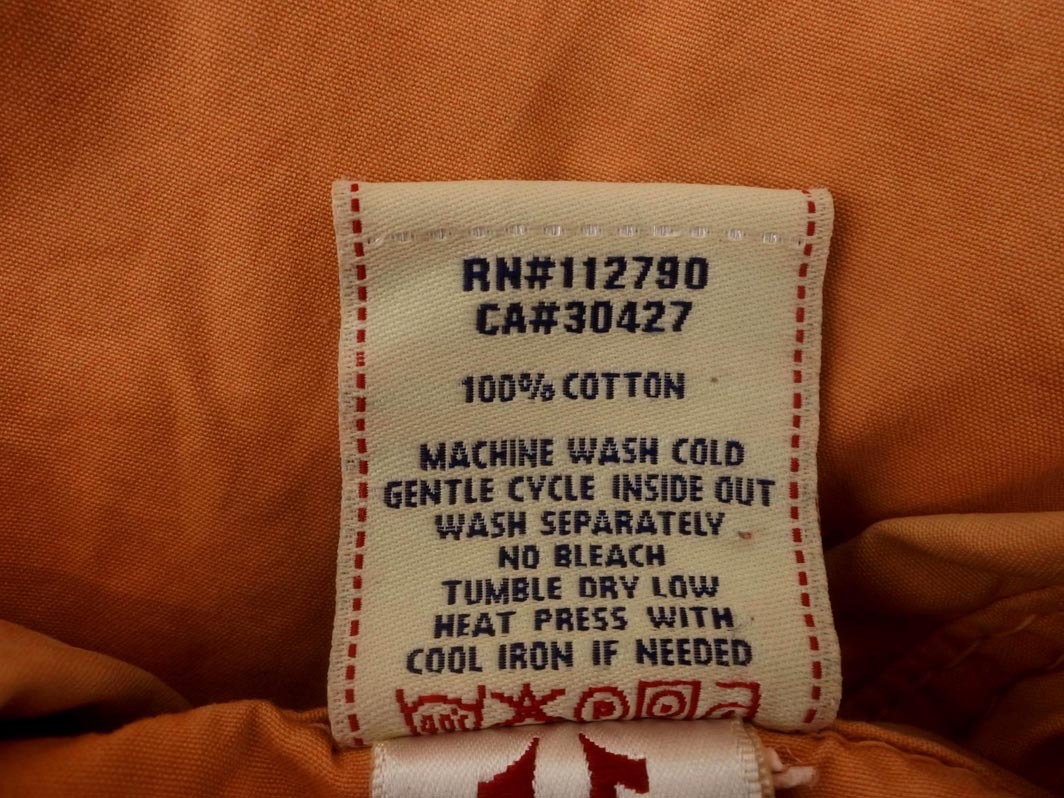 RN#112790
CA#30427
100% COTTON
MACHINE WASH COLD
GENTLE CYCLE INSIDE OUT
WASH SEPARATELY
NO BLEACH
TUMBLE DRY LOW
HEAT PRESS WITH
COOL IRON IF NEEDED